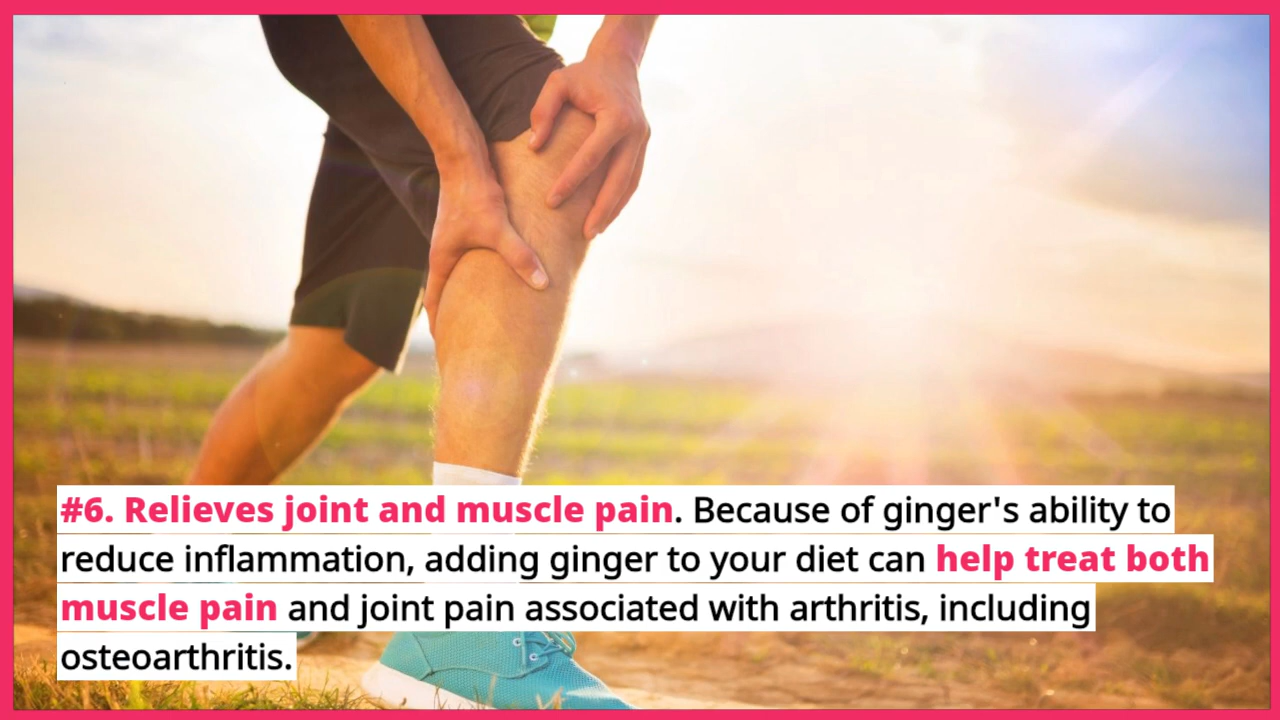 #6. Relieves joint and muscle pain. Because of ginger's ability to
reduce inflammation, adding ginger to your diet can help treat both
muscle pain and joint pain associated with arthritis, including
osteoarthritis.